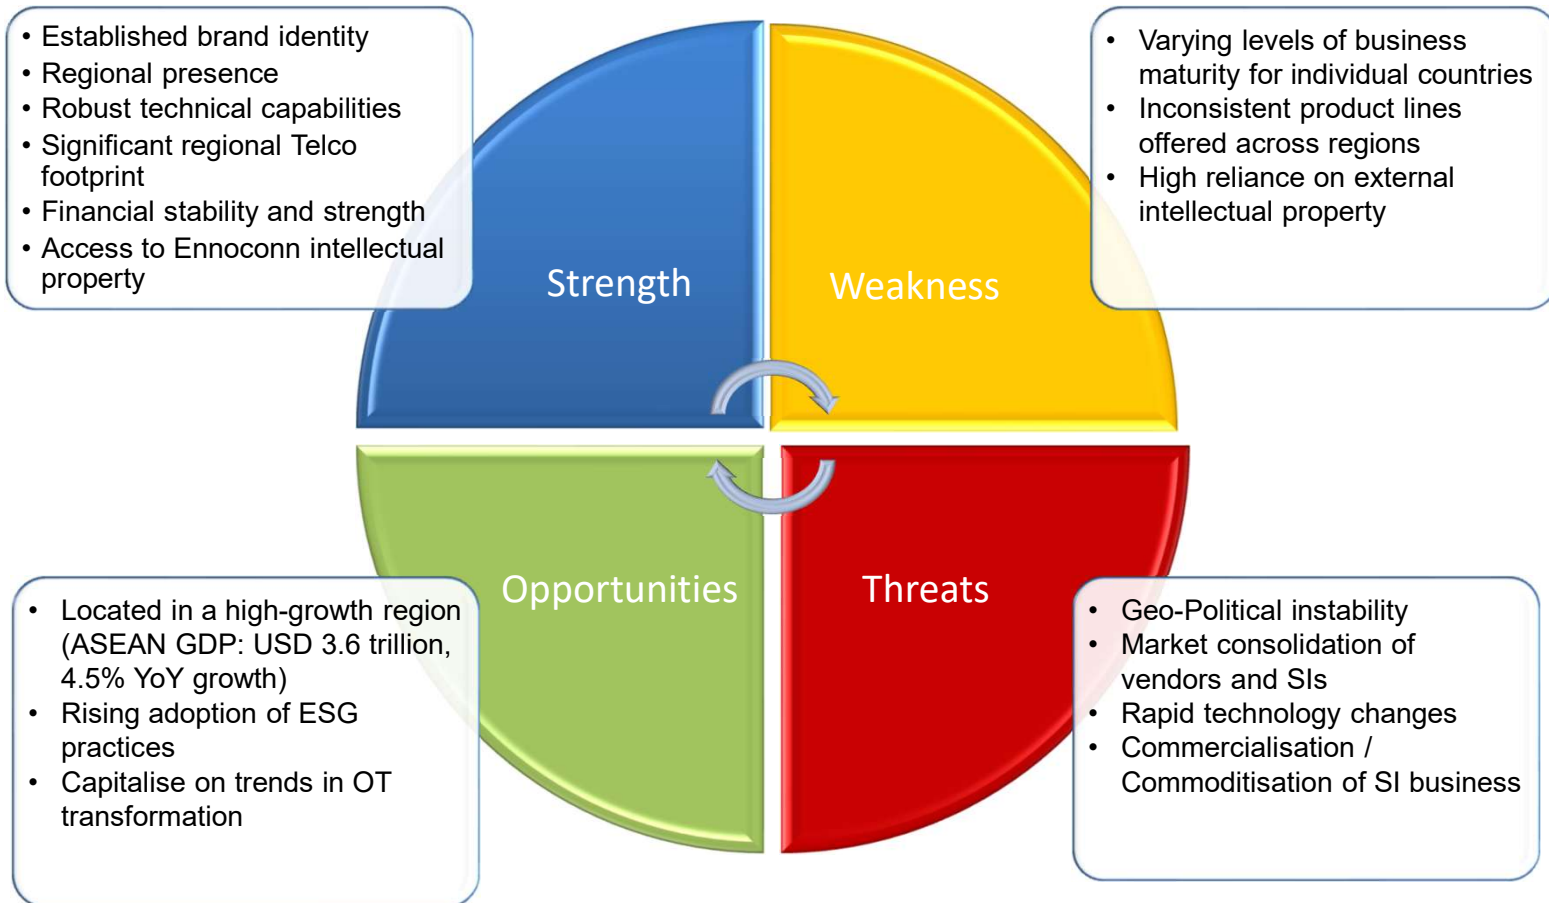 • Established brand identity
• Regional presence
• Robust technical capabilities
• Significant regional Telco
footprint
• Financial stability and strength
• Access to Ennoconn intellectual
property
Strength
Weakness
• Varying levels of business
maturity for individual countries
• Inconsistent product lines
offered across regions
• High reliance on external
intellectual property
Opportunities
Threats
• Located in a high-growth region
(ASEAN GDP: USD 3.6 trillion,
4.5% YoY growth)
• Rising adoption of ESG
practices
• Capitalise on trends in OT
transformation
• Geo-Political instability
• Market consolidation of
vendors and SIs
• Rapid technology changes
• Commercialisation /
Commoditisation of SI business